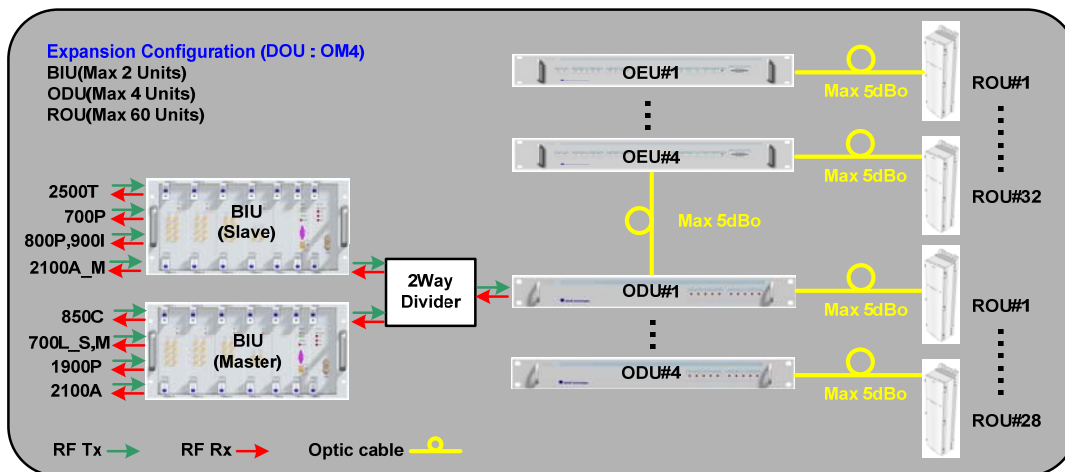 Expansion Configuration (DOU : OM4)
BIU(Max 2 Units)
ODU(Max 4 Units)
ROU(Max 60 Units)
OEU#1
Max 5dBo
ROU#1
OEU#4
Max 5dBo
ROU#32
2500T
700P
800P,900I
2100A_M
BIU
(Slave)
Max 5dBo
2Way
Divider
ODU#1
Max 5dBo
ROU#1
850C
700L_S,M
1900P
2100A
BIU
(Master)
ODU#4
Max 5dBo
ROU#28
RF Tx
RF Rx
Optic cable